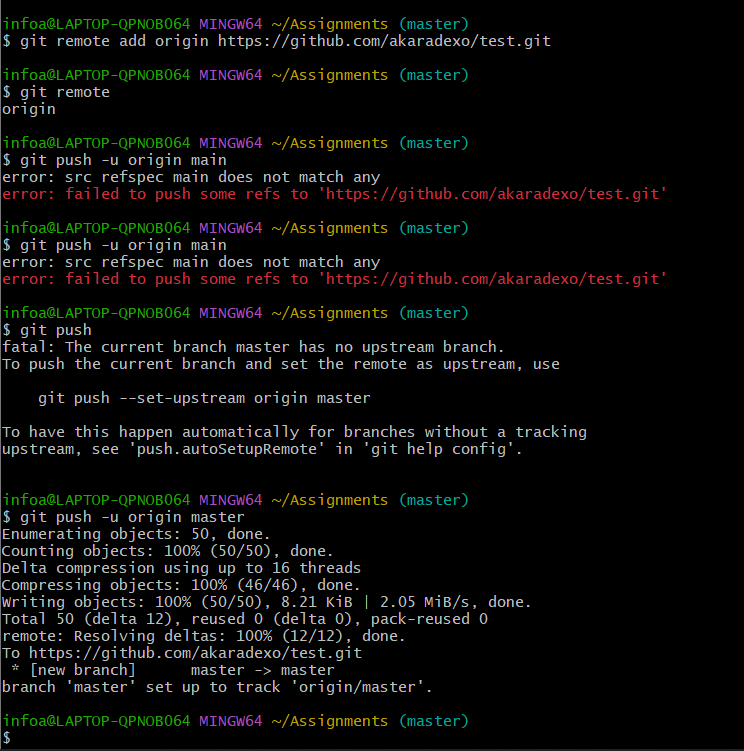 infoa@LAPTOP-QPNOB064 MINGW64 ~/Assignments (master)
$ git remote add origin https://github.com/akaradexo/test.git
infoa@LAPTOP-QPNOB064 MINGW64 ~/Assignments (master)
$ git remote
origin
infoa@LAPTOP-QPNOB064 MINGW64 ~/Assignments (master)
$ git push -u origin main
error: src refspec main does not match any
error: failed to push some refs to 'https://github.com/akaradexo/test.git'
infoa@LAPTOP-QPNOB064 MINGW64 ~/Assignments (master)
$ git push -u origin main
error: src refspec main does not match any
error: failed to push some refs to 'https://github.com/akaradexo/test.git'
infoa@LAPTOP-QPNOB064 MINGW64 ~/Assignments (master)
$ git push
fatal: The current branch master has no upstream branch.
To push the current branch and set the remote as upstream, use
    git push --set-upstream origin master
To have this happen automatically for branches without a tracking
upstream, see 'push.autoSetupRemote' in 'git help config'.
infoa@LAPTOP-QPNOB064 MINGW64 ~/Assignments (master)
$ git push -u origin master
Enumerating objects: 50, done.
Counting objects: 100% (50/50), done.
Delta compression using up to 16 threads
Compressing objects: 100% (46/46), done.
Writing objects: 100% (50/50), 8.21 KiB | 2.05 MiB/s, done.
Total 50 (delta 12), reused 0 (delta 0), pack-reused 0
remote: Resolving deltas: 100% (12/12), done.
To https://github.com/akaradexo/test.git
 * [new branch]      master -> master
branch 'master' set up to track 'origin/master'.
infoa@LAPTOP-QPNOB064 MINGW64 ~/Assignments (master)
$